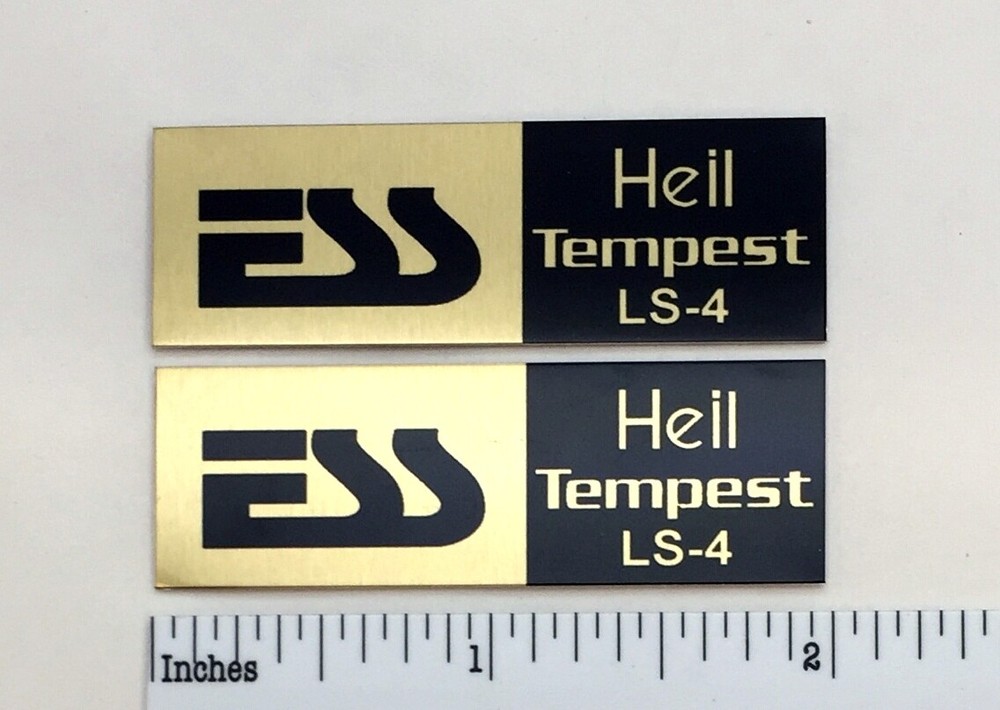 ESS
Heil
Tempest
LS-4
ESS
Heil
Tempest
LS-4
Inches 1 2